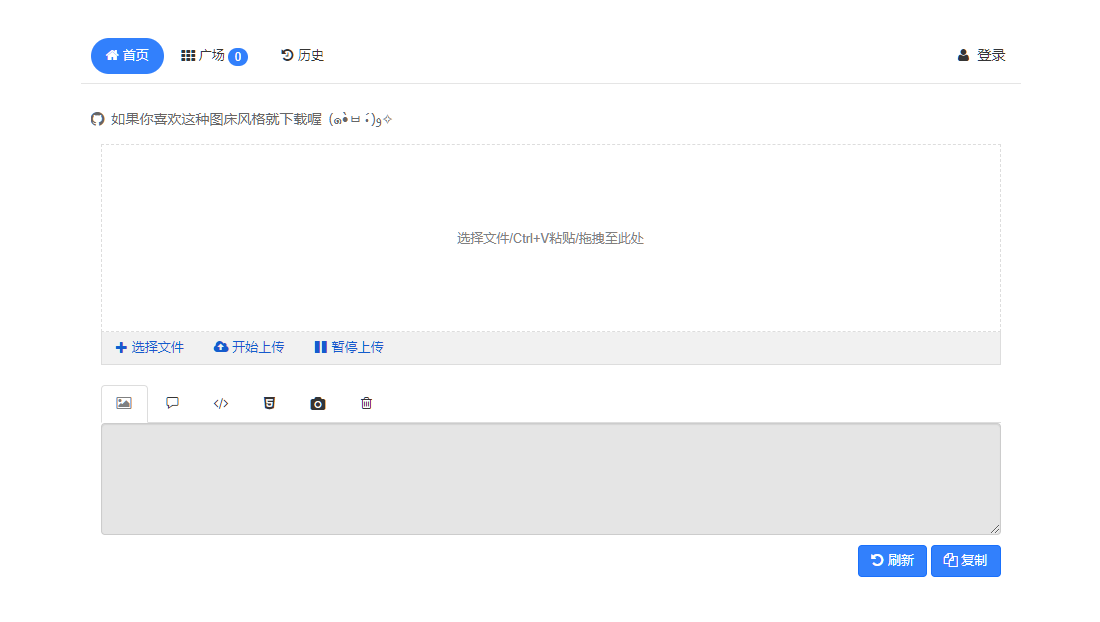 首页 广场 0 历史 登录
如果你喜欢这种图床风格就下载喔 (๑•̀ㅂ•́)و✧
选择文件/Ctrl+V粘贴/拖拽至此处
选择文件 开始上传 暂停上传
刷新 复制